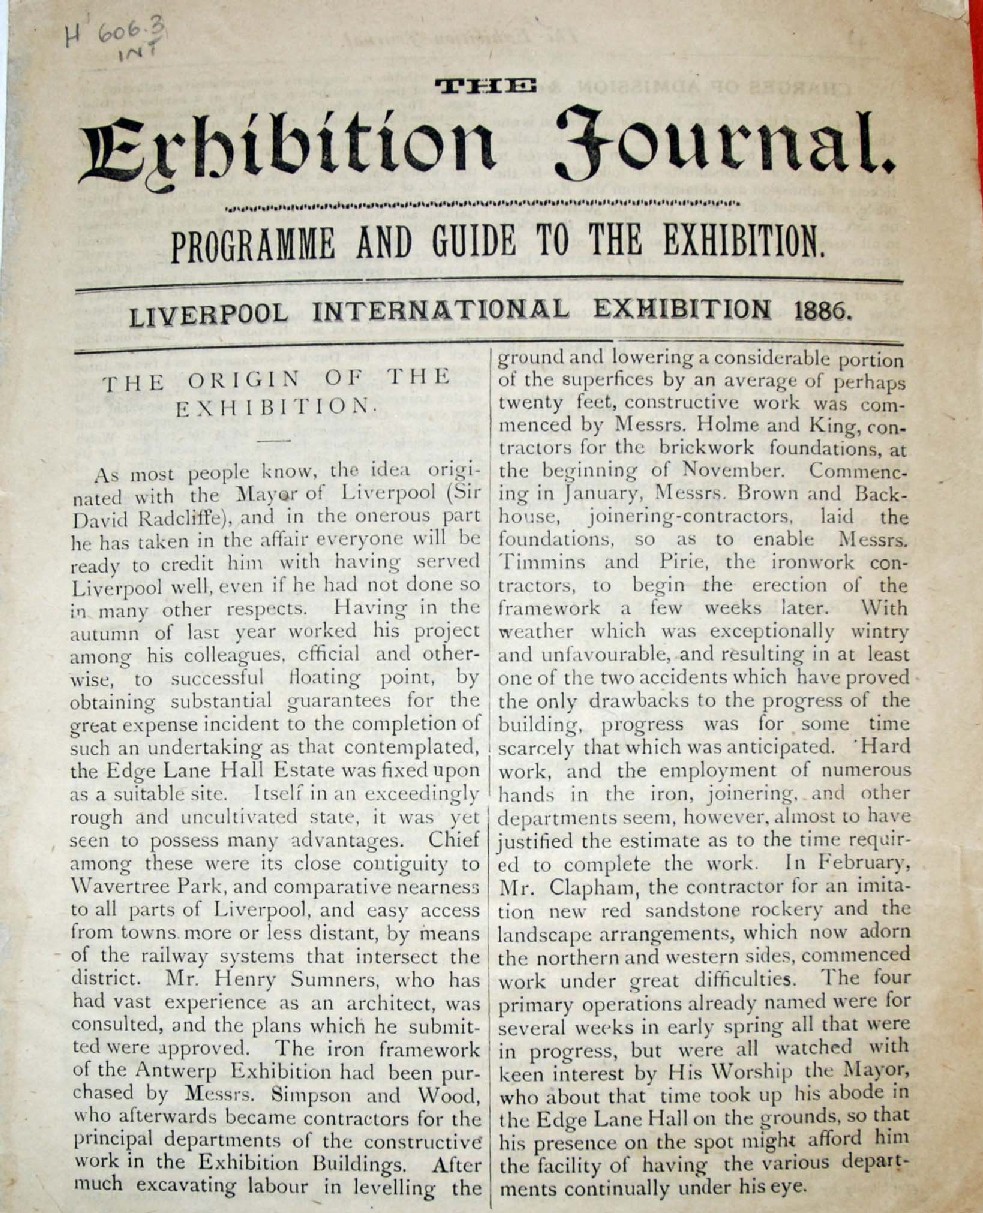 H 606.3
INT
THE
Exhibition Journal.
PROGRAMME AND GUIDE TO THE EXHIBITION.
LIVERPOOL INTERNATIONAL EXHIBITION 1886.
THE ORIGIN OF THE
EXHIBITION.
As most people know, the idea origi-
nated with the Mayor of Liverpool (Sir
David Radcliffe), and in the onerous part
he has taken in the affair everyone will be
ready to credit him with having served
Liverpool well, even if he had not done so
in many other respects. Having in the
autumn of last year worked his project
among his colleagues, official and other-
wise, to successful floating point, by
obtaining substantial guarantees for the
great expense incident to the completion of
such an undertaking as that contemplated,
the Edge Lane Hall Estate was fixed upon
as a suitable site. Itself in an exceedingly
rough and uncultivated state, it was yet
seen to possess many advantages. Chief
among these were its close contiguity to
Wavertree Park, and comparative nearness
to all parts of Liverpool, and easy access
from towns more or less distant, by means
of the railway systems that intersect the
district. Mr. Henry Sumners, who has
had vast experience as an architect, was
consulted, and the plans which he submit-
ted were approved. The iron framework
of the Antwerp Exhibition had been pur-
chased by Messrs. Simpson and Wood,
who afterwards became contractors for the
principal departments of the constructive
work in the Exhibition Buildings. After
much excavating labour in levelling the
ground and lowering a considerable portion
of the superfices by an average of perhaps
twenty feet, constructive work was com-
menced by Messrs. Holme and King, con-
tractors for the brickwork foundations, at
the beginning of November. Commenc-
ing in January, Messrs. Brown and Back-
house, joinering-contractors, laid the
foundations, so as to enable Messrs.
Timmins and Pirie, the ironwork con-
tractors, to begin the erection of the
framework a few weeks later. With
weather which was exceptionally wintry
and unfavourable, and resulting in at least
one of the two accidents which have proved
the only drawbacks to the progress of the
building, progress was for some time
scarcely that which was anticipated. Hard
work, and the employment of numerous
hands in the iron, joinering, and other
departments seem, however, almost to have
justified the estimate as to the time requir-
ed to complete the work. In February,
Mr. Clapham, the contractor for an imita-
tion new red sandstone rockery and the
landscape arrangements, which now adorn
the northern and western sides, commenced
work under great difficulties. The four
primary operations already named were for
several weeks in early spring all that were
in progress, but were all watched with
keen interest by His Worship the Mayor,
who about that time took up his abode in
the Edge Lane Hall on the grounds, so that
his presence on the spot might afford him
the facility of having the various depart-
ments continually under his eye.